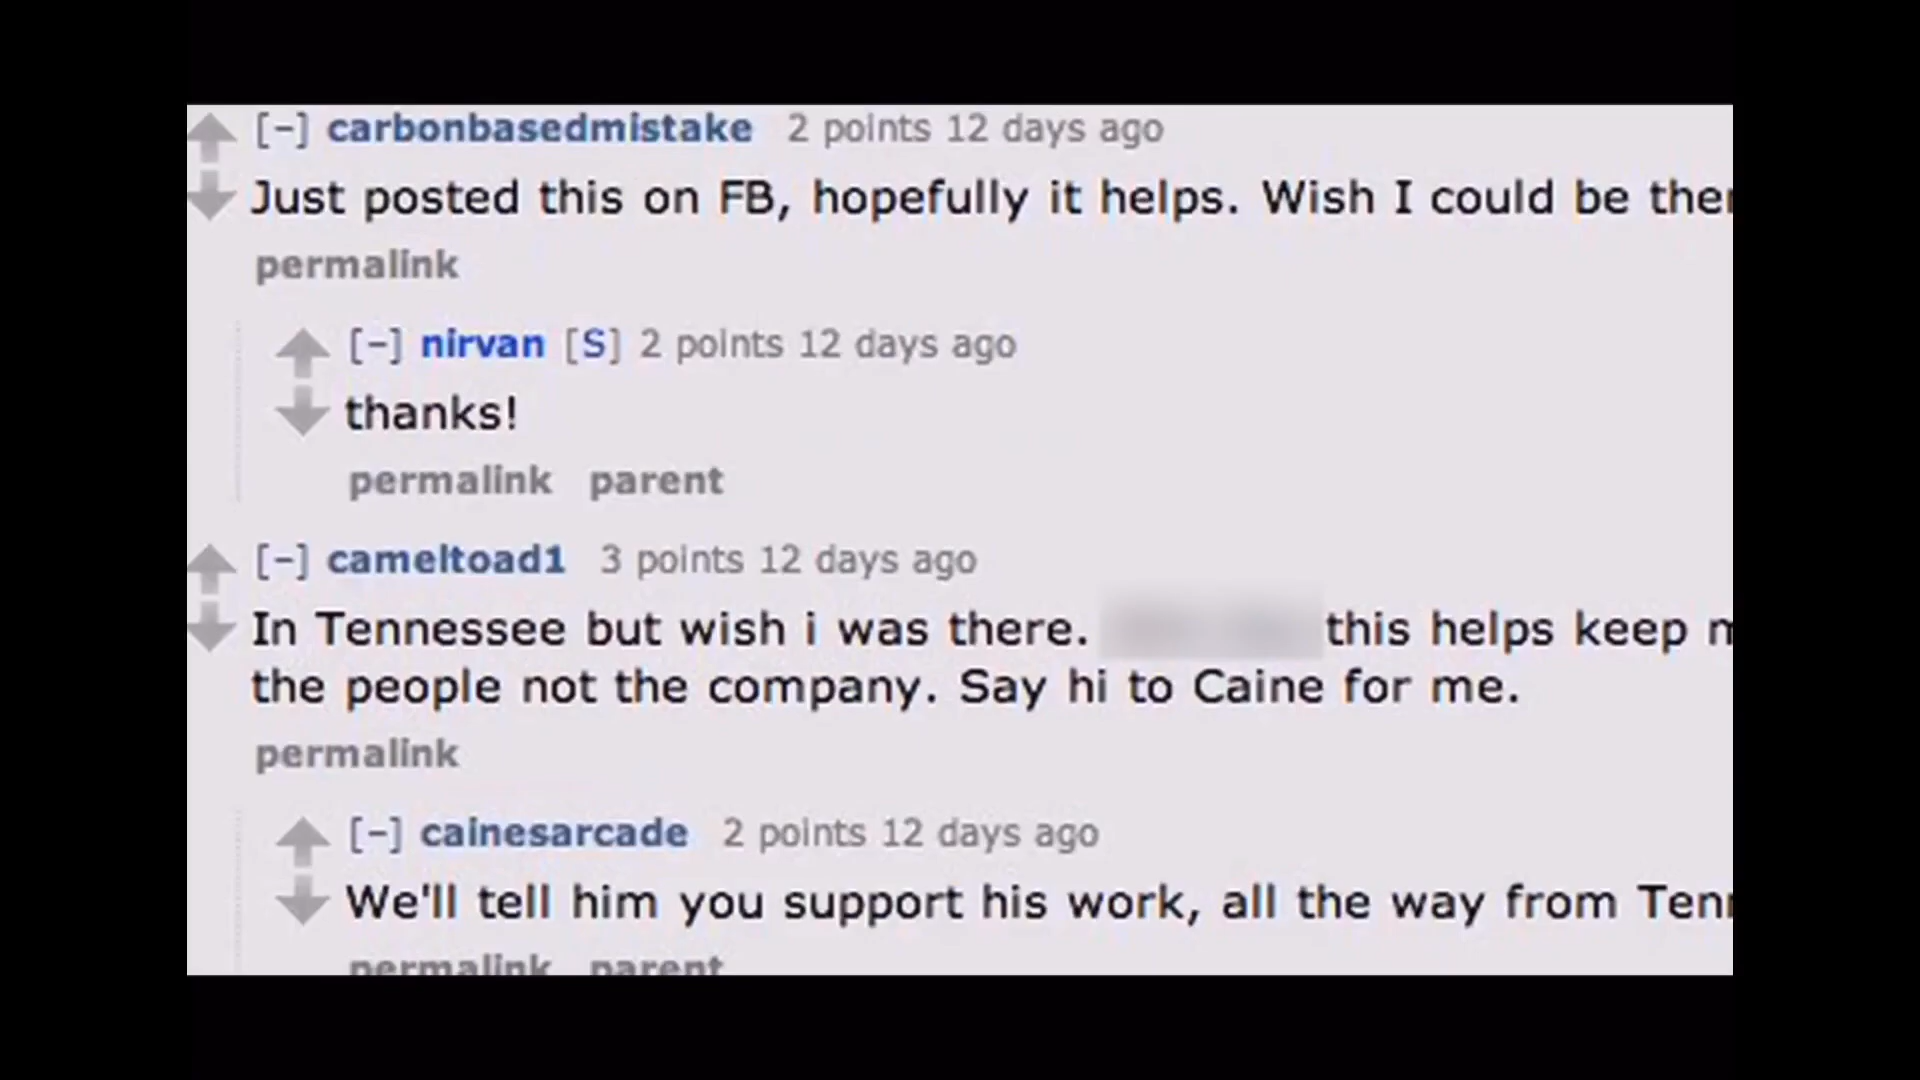 [-] carbonbasedmistake 2 points 12 days ago
Just posted this on FB, hopefully it helps. Wish I could be
permalink
[-] nirvan [S] 2 points 12 days ago
thanks!
permalink parent
[-] cameltoad1 3 points 12 days ago
In Tennessee but wish i was there. this helps keep
the people not the company. Say hi to Caine for me.
permalink
[-] cainesarcade 2 points 12 days ago
We'll tell him you support his work, all the way from
permalink parent